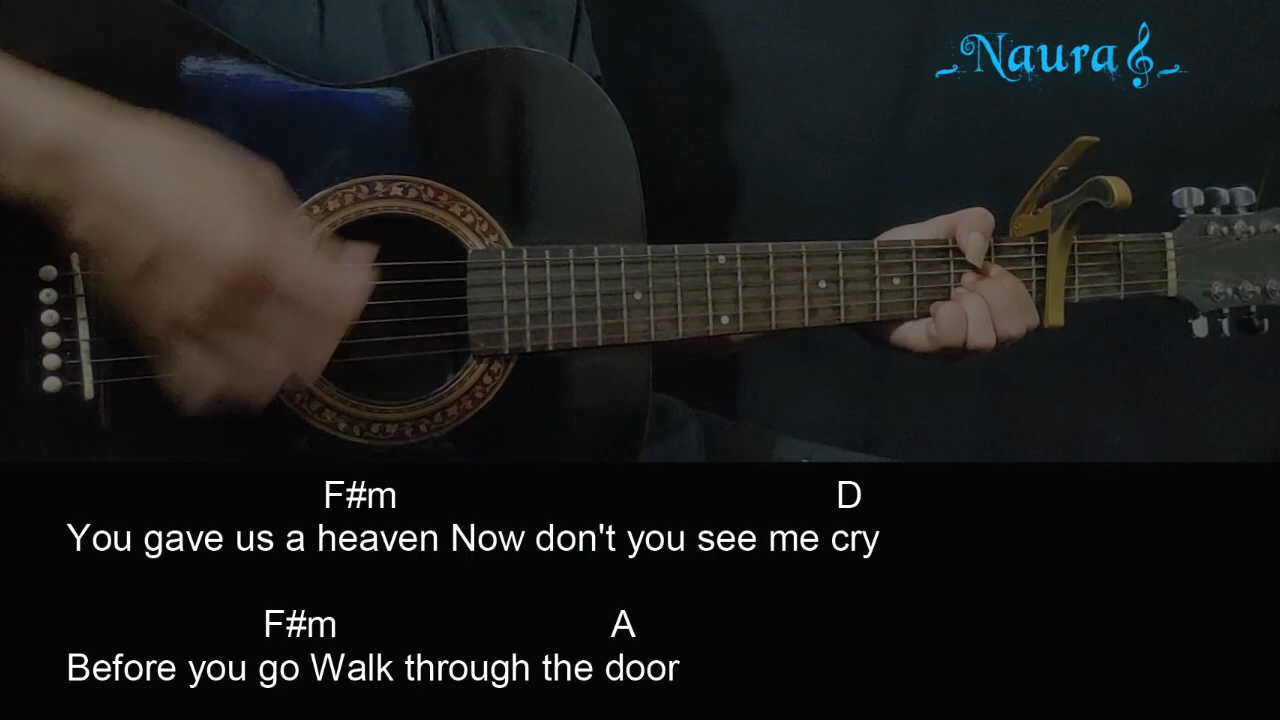 Naura
F#m D
You gave us a heaven Now don't you see me cry
F#m A
Before you go Walk through the door